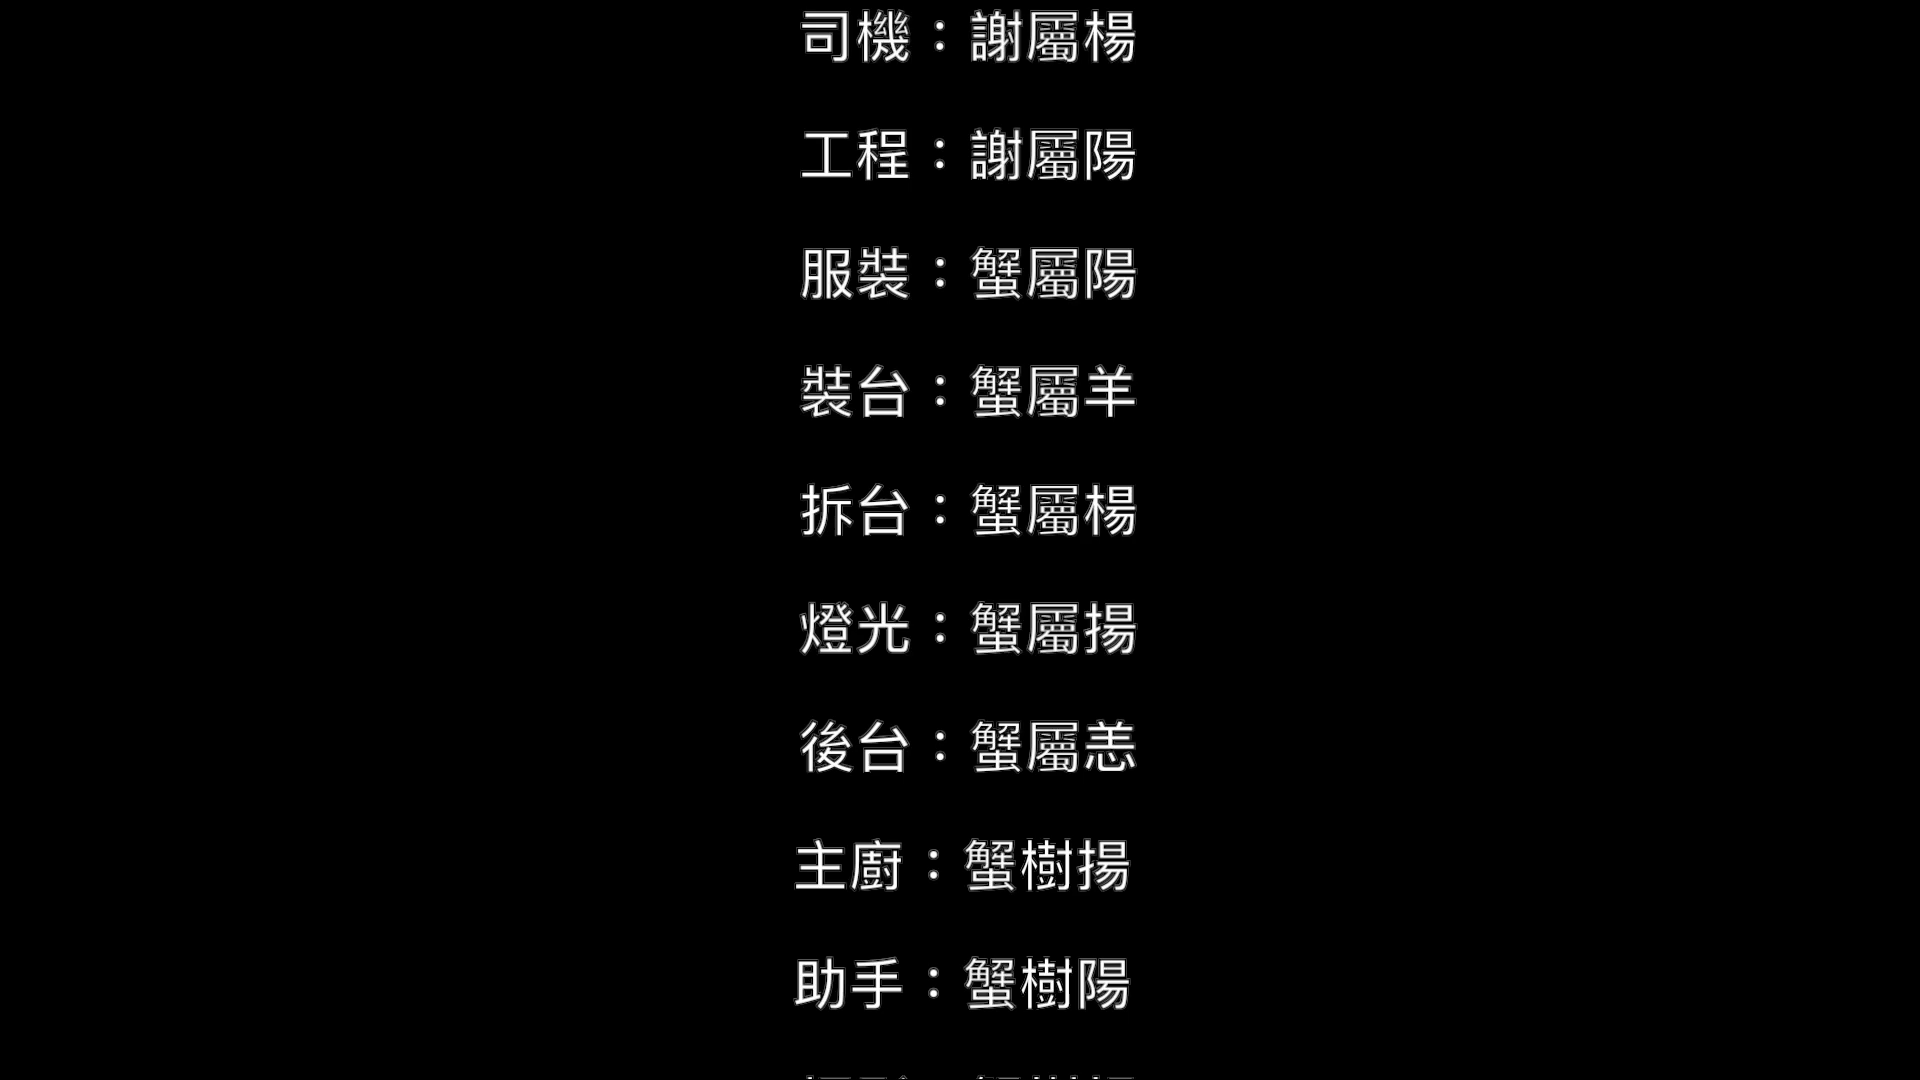 司機：謝屬楊
工程：謝屬陽
服裝：蟹屬陽
裝台：蟹屬羊
拆台：蟹屬楊
燈光：蟹屬揚
後台：蟹屬恙
主廚：蟹樹揚
助手：蟹樹陽